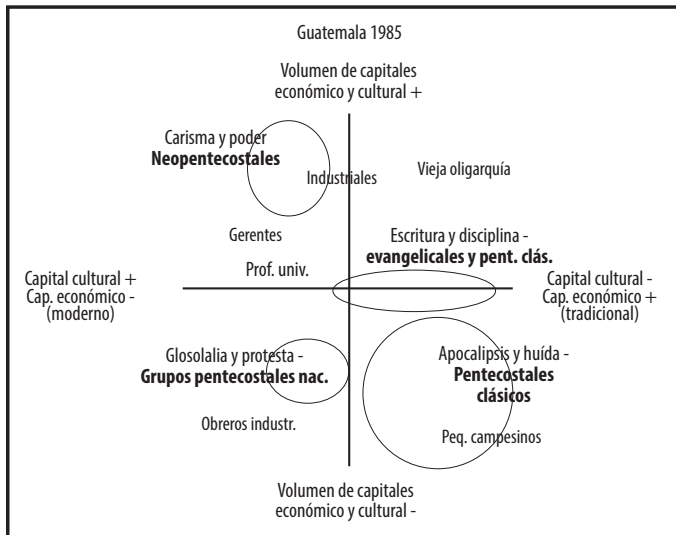 Guatemala 1985
Volumen de capitales
económico y cultural +
Carisma y poder
Neopentecostales
Industriales
Vieja oligarquía
Gerentes
Escritura y disciplina -
evangelicales y pent. clás.
Prof. univ.
Capital cultural +
Cap. económico -
(moderno)
Capital cultural -
Cap. económico +
(tradicional)
Glosolalia y protesta -
Grupos pentecostales nac.
Apocalipsis y huída -
Pentecostales
clásicos
Obreros industr.
Peq. campesinos
Volumen de capitales
económico y cultural -